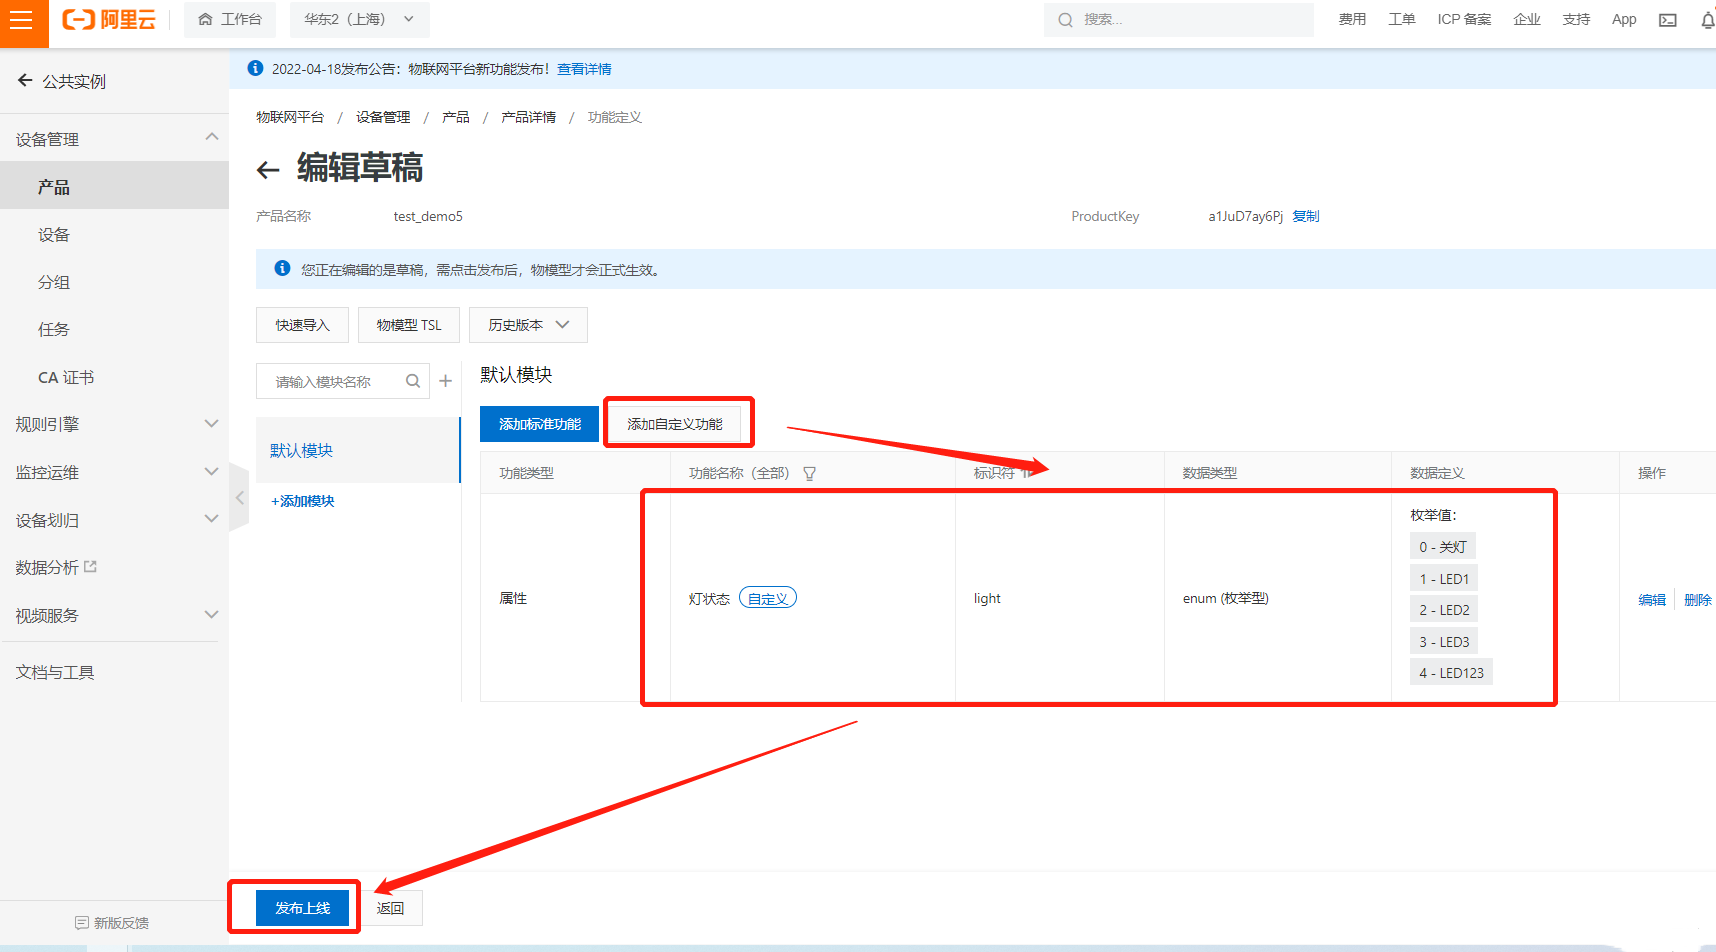 阿里云
工作台
华东2（上海）
搜索...
费用
工单
ICP 备案
企业
支持
App
公共实例
设备管理
产品
设备
分组
任务
CA 证书
规则引擎
监控运维
设备划归
数据分析
视频服务
文档与工具
新版反馈
2022-04-18发布公告：物联网平台新功能发布！查看详情
物联网平台 / 设备管理 / 产品 / 产品详情 / 功能定义
编辑草稿
产品名称 test_demo5
ProductKey a1JuD7ay6Pj 复制
您正在编辑的是草稿，需点击发布后，物模型才会正式生效。
快速导入
物模型 TSL
历史版本
请输入模块名称
默认模块
+添加模块
默认模块
添加标准功能
添加自定义功能
功能类型 功能名称（全部） 标识符 数据类型 数据定义 操作
属性 灯状态 自定义 light enum (枚举型)
枚举值：
0 - 关灯
1 - LED1
2 - LED2
3 - LED3
4 - LED123
编辑 删除
发布上线
返回